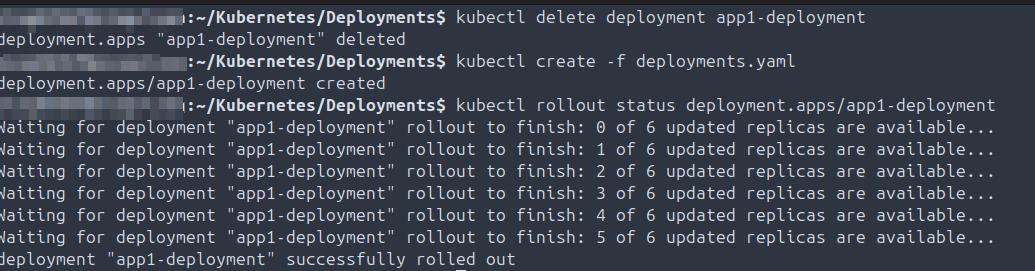 :~/Kubernetes/Deployments$ kubectl delete deployment app1-deployment
deployment.apps "app1-deployment" deleted
:~/Kubernetes/Deployments$ kubectl create -f deployments.yaml
deployment.apps/app1-deployment created
:~/Kubernetes/Deployments$ kubectl rollout status deployment.apps/app1-deployment
Waiting for deployment "app1-deployment" rollout to finish: 0 of 6 updated replicas are available...
Waiting for deployment "app1-deployment" rollout to finish: 1 of 6 updated replicas are available...
Waiting for deployment "app1-deployment" rollout to finish: 2 of 6 updated replicas are available...
Waiting for deployment "app1-deployment" rollout to finish: 3 of 6 updated replicas are available...
Waiting for deployment "app1-deployment" rollout to finish: 4 of 6 updated replicas are available...
Waiting for deployment "app1-deployment" rollout to finish: 5 of 6 updated replicas are available...
deployment "app1-deployment" successfully rolled out